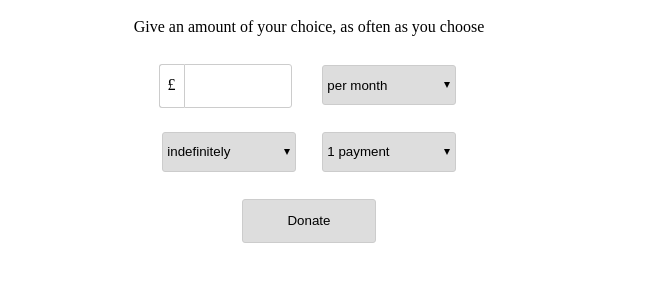 Give an amount of your choice, as often as you choose
£
per month
indefinitely
1 payment
Donate